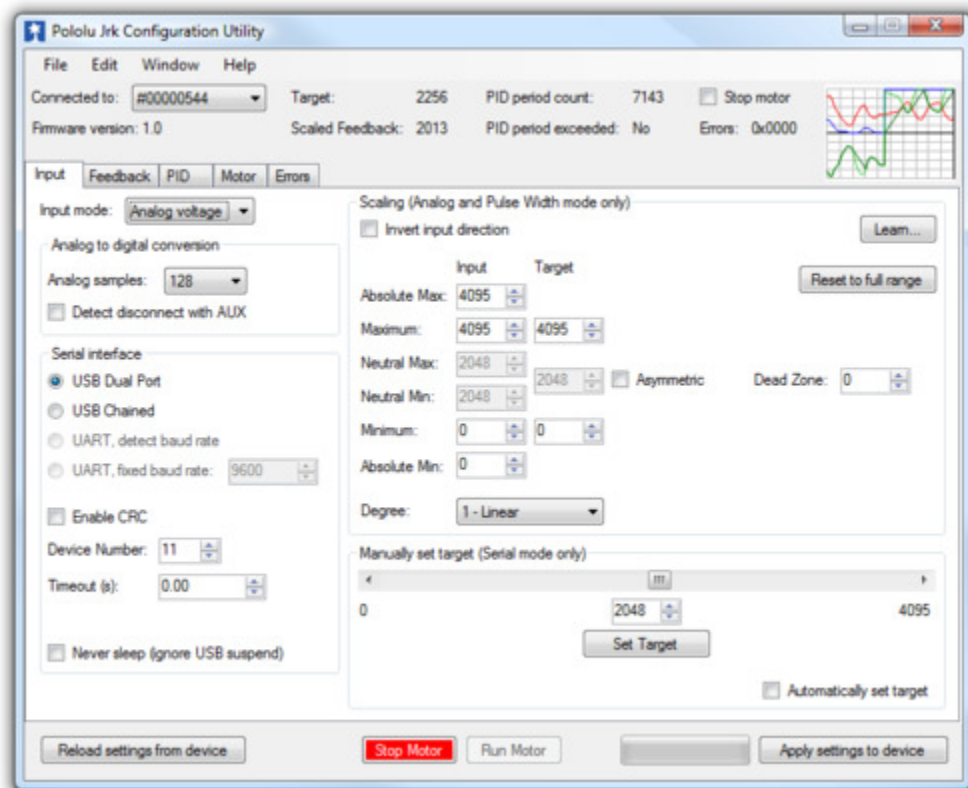 Pololu Jrk Configuration Utility
File Edit Window Help
Connected to: #00000544 Target: 2256 PID period count: 7143 Stop motor
Firmware version: 1.0 Scaled Feedback: 2013 PID period exceeded: No Errors: 0x0000
Input Feedback PID Motor Errors
Input mode: Analog voltage
Analog to digital conversion
Analog samples: 128
Detect disconnect with AUX
Serial interface
USB Dual Port
USB Chained
UART, detect baud rate
UART, fixed baud rate: 9600
Enable CRC
Device Number: 11
Timeout (s): 0.00
Never sleep (ignore USB suspend)
Scaling (Analog and Pulse Width mode only)
Invert input direction Learn...
Input Target
Reset to full range
Absolute Max: 4095
Maximum: 4095 4095
Neutral Max: 2048
2048 Asymmetric Dead Zone: 0
Neutral Min: 2048
Minimum: 0 0
Absolute Min: 0
Degree: 1 - Linear
Manually set target (Serial mode only)
0 2048 4095
Set Target
Automatically set target
Reload settings from device Stop Motor Run Motor Apply settings to device